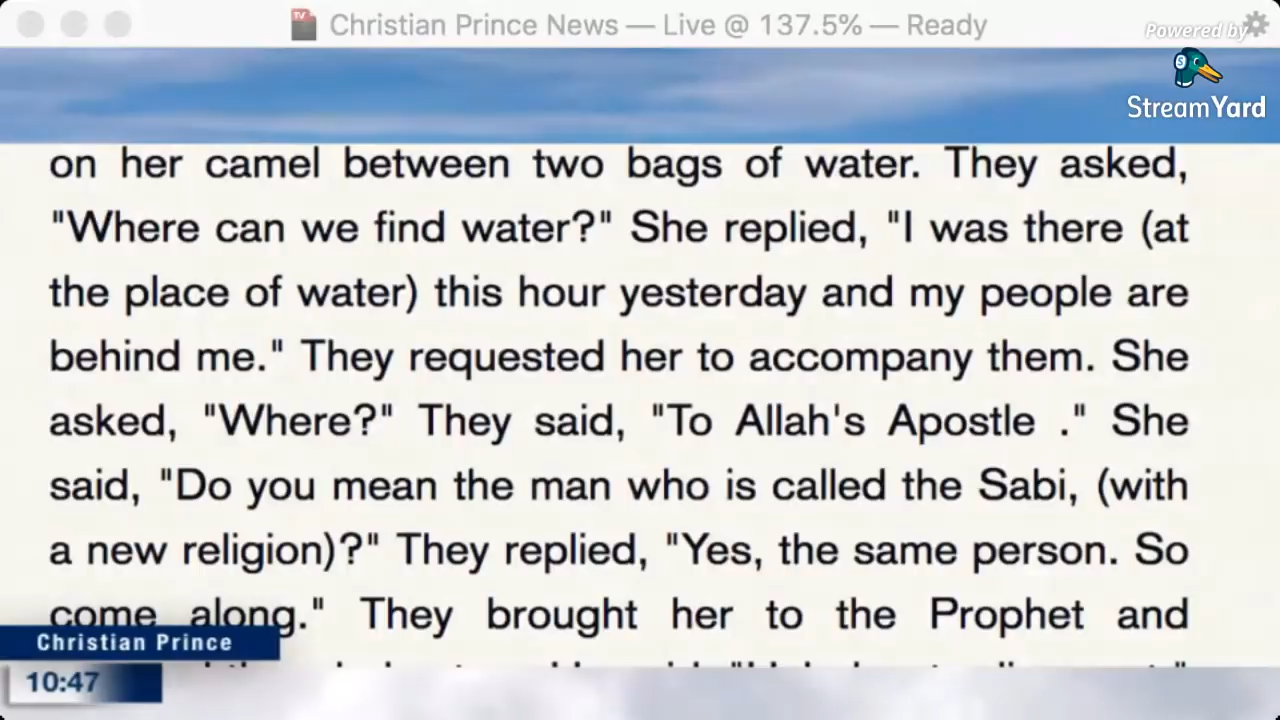 Christian Prince News — Live @ 137.5% — Ready
Powered by
StreamYard
on her camel between two bags of water. They asked,
"Where can we find water?" She replied, "I was there (at
the place of water) this hour yesterday and my people are
behind me." They requested her to accompany them. She
asked, "Where?" They said, "To Allah's Apostle ." She
said, "Do you mean the man who is called the Sabi, (with
a new religion)?" They replied, "Yes, the same person. So
come along." They brought her to the Prophet and
Christian Prince
10:47